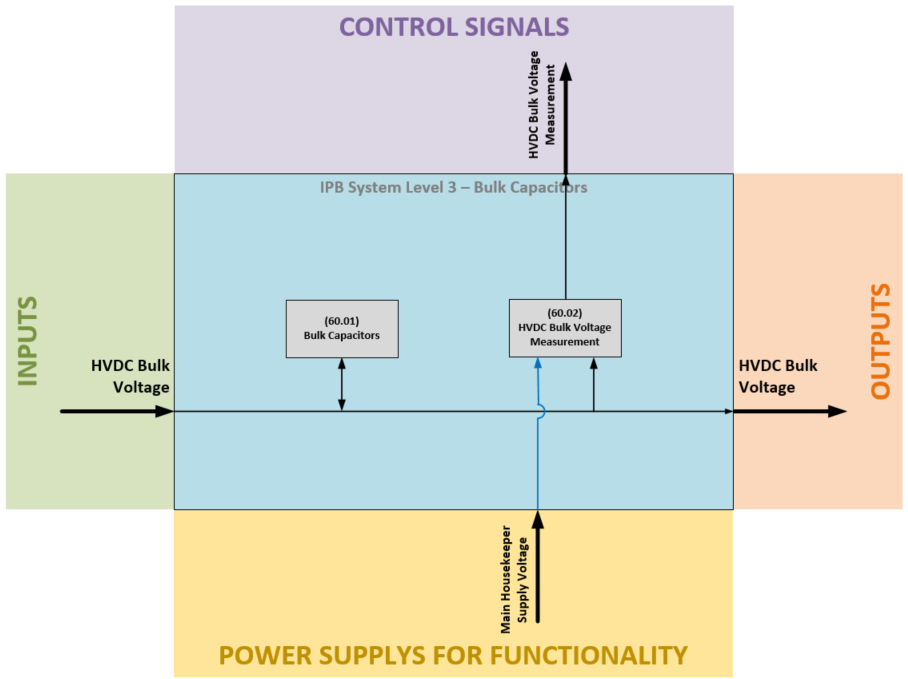 CONTROL SIGNALS
HVDC Bulk Voltage
Measurement
IPB System Level 3 – Bulk Capacitors
INPUTS
HVDC Bulk
Voltage
(60.01)
Bulk Capacitors
(60.02)
HVDC Bulk Voltage
Measurement
HVDC Bulk
Voltage
OUTPUTS
Main Housekeeper
Supply Voltage
POWER SUPPLYS FOR FUNCTIONALITY